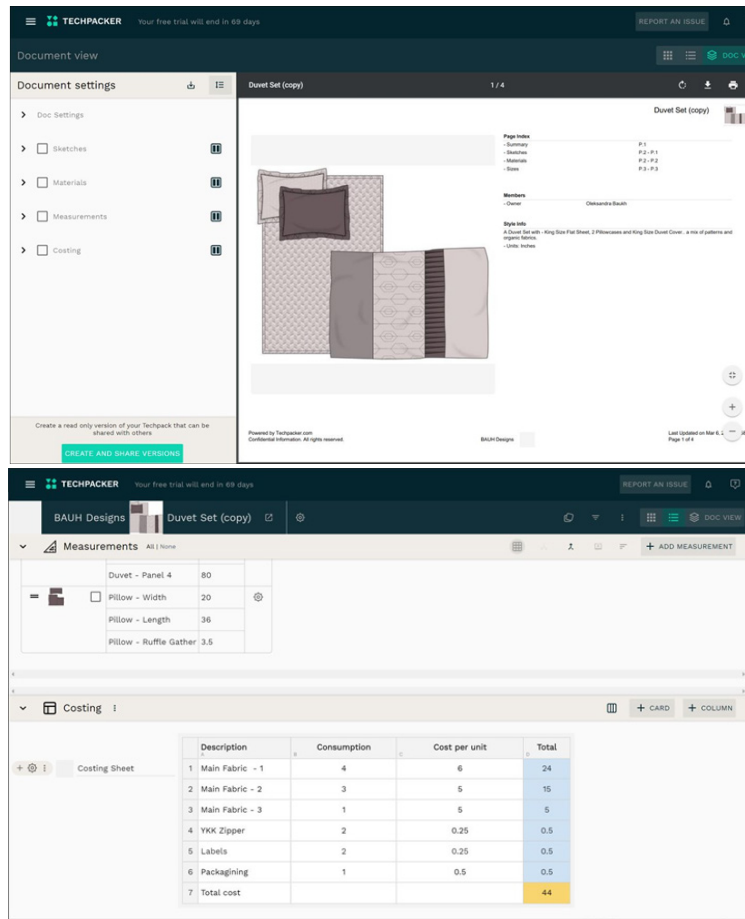 TECHPACKER Your free trial will end in 69 days REPORT AN ISSUE
Document view DOC V
Document settings Duvet Set (copy) 1 / 4
Doc Settings
Sketches
Materials
Measurements
Costing
Duvet Set (copy)
Page Index
- Summary P.1
- Sketches P.2 - P.1
- Materials P.2 - P.2
- Sizes P.3 - P.3
Members
- Owner Oleksandra Baukh
Style info
A Duvet Set with - King Size Flat Sheet, 2 Pillowcases and King Size Duvet Cover.. a mix of patterns and
organic fabrics.
- Units: Inches
Create a read only version of your Techpack that can be
shared with others
CREATE AND SHARE VERSIONS
Powered by Techpacker.com
Confidential Information. All rights reserved.
BAUH Designs
Last Updated on Mar 6, 2
Page 1 of 4
TECHPACKER Your free trial will end in 69 days REPORT AN ISSUE
BAUH Designs Duvet Set (copy) DOC VIEW
Measurements All | None + ADD MEASUREMENT
Duvet - Panel 4 80
Pillow - Width 20
Pillow - Length 36
Pillow - Ruffle Gather 3.5
Costing + CARD + COLUMN
Costing Sheet
Description Consumption Cost per unit Total
1 Main Fabric - 1 4 6 24
2 Main Fabric - 2 3 5 15
3 Main Fabric - 3 1 5 5
4 YKK Zipper 2 0.25 0.5
5 Labels 2 0.25 0.5
6 Packagining 1 0.5 0.5
7 Total cost 44